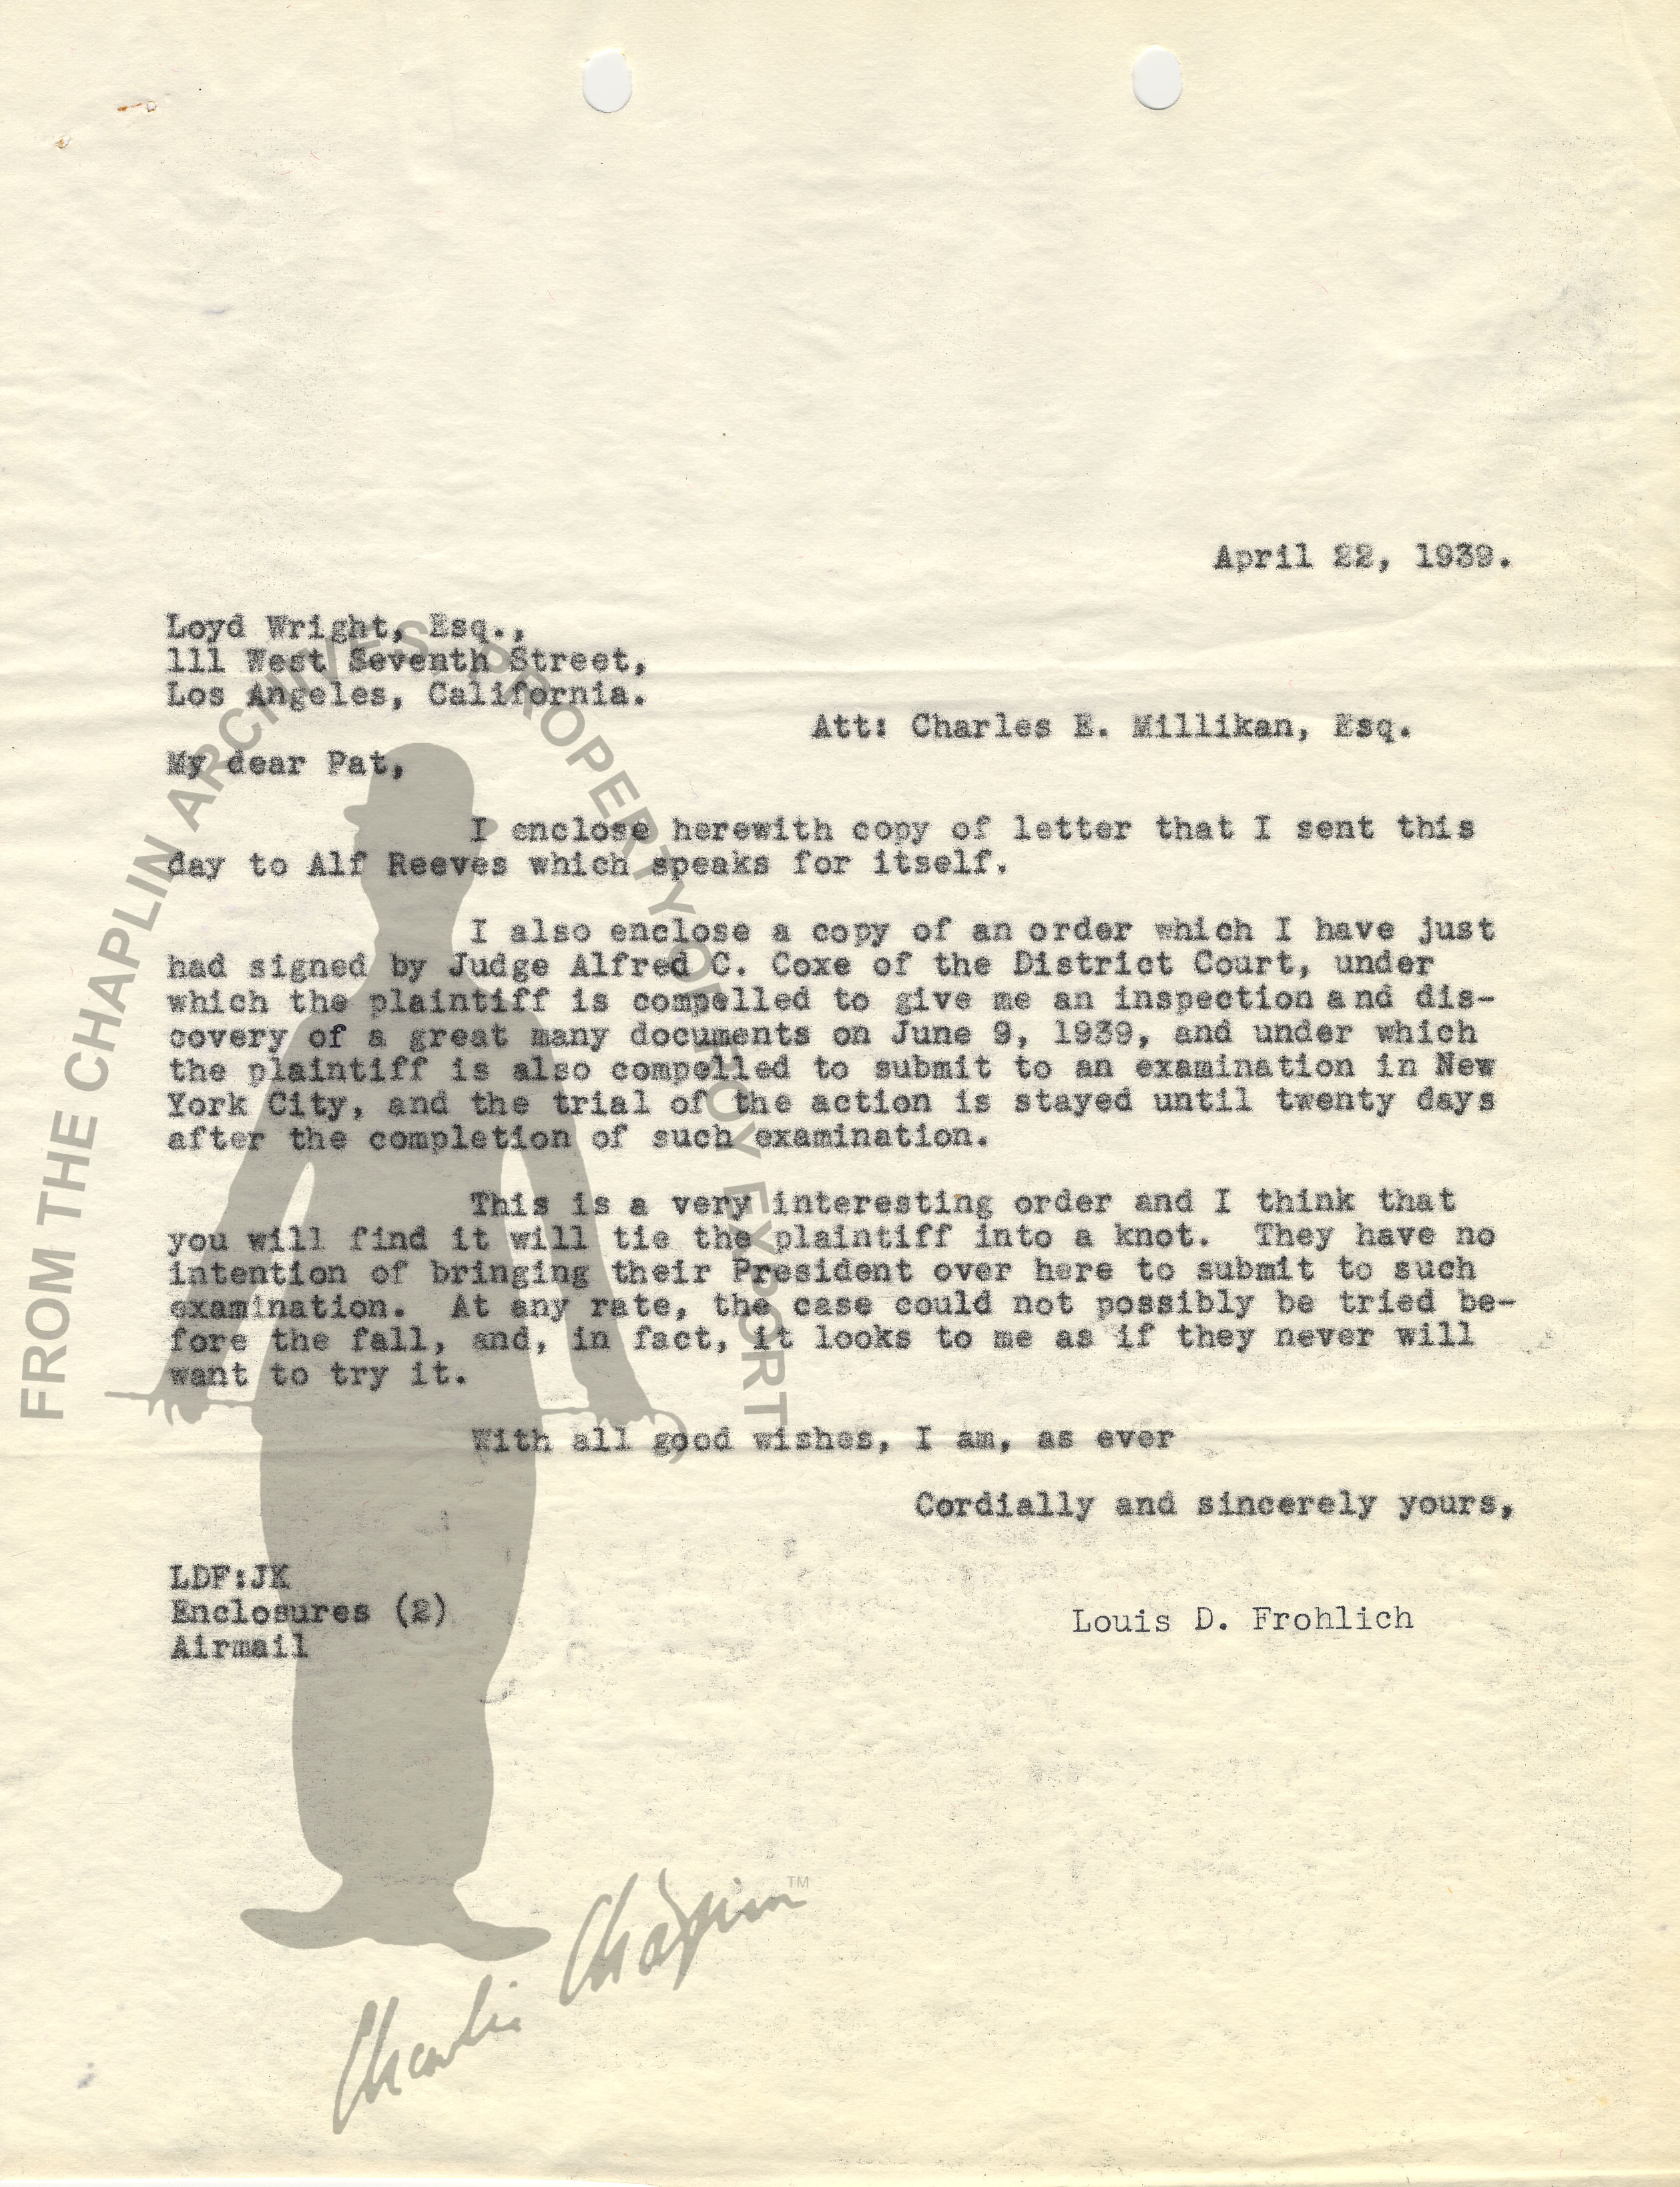 April 22, 1939.
Loyd Wright, Esq.,
111 West Seventh Street,
Los Angeles, California.
Att: Charles E. Millikan, Esq.
My dear Pat,
I enclose herewith copy of letter that I sent this
day to Alf Reeves which speaks for itself.
I also enclose a copy of an order which I have just
had signed by Judge Alfred C. Coxe of the District Court, under
which the plaintiff is compelled to give me an inspection and dis-
covery of a great many documents on June 9, 1939, and under which
the plaintiff is also compelled to submit to an examination in New
York City, and the trial of the action is stayed until twenty days
after the completion of such examination.
This is a very interesting order and I think that
you will find it will tie the plaintiff into a knot. They have no
intention of bringing their President over here to submit to such
examination. At any rate, the case could not possibly be tried be-
fore the fall, and, in fact, it looks to me as if they never will
want to try it.
With all good wishes, I am, as ever
Cordially and sincerely yours,
LDF:JK
Enclosures (2)
Airmail
Louis D. Frohlich
FROM THE CHAPLIN ARCHIVES PROPERTY OF ROY EXPORT
Charlie Chaplin TM